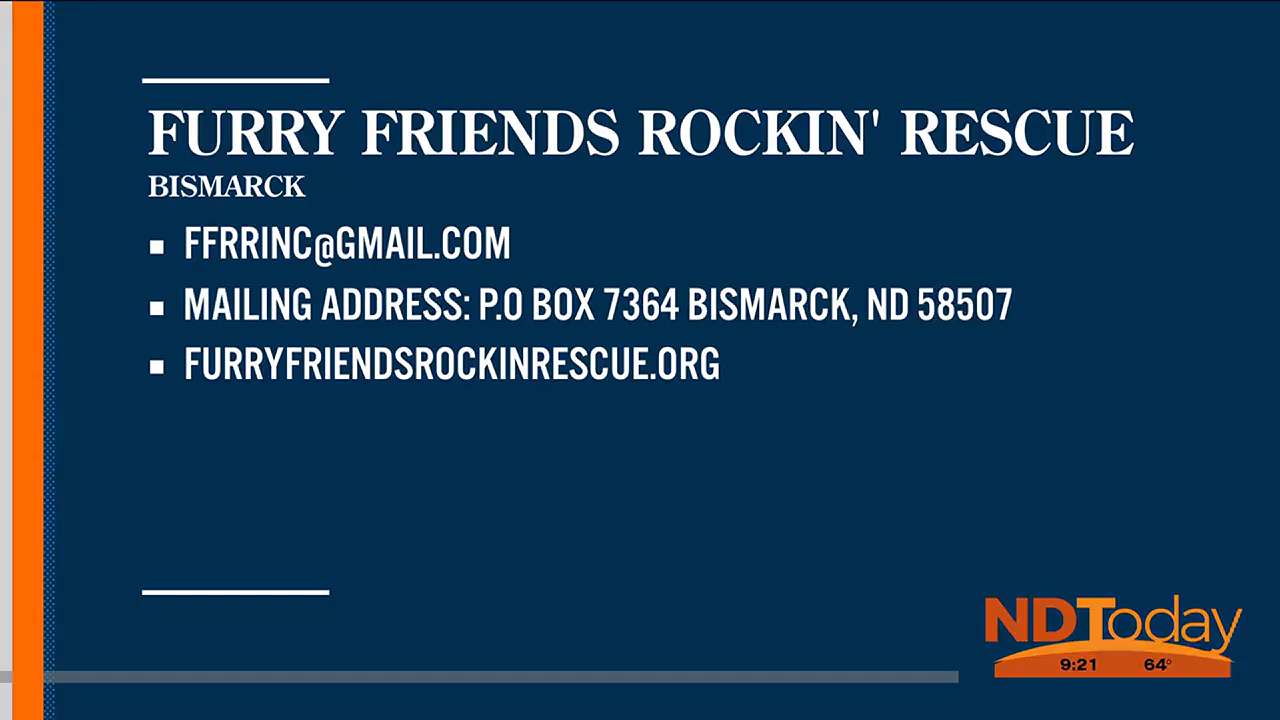 FURRY FRIENDS ROCKIN' RESCUE
BISMARCK
▪ FFRRINC@GMAIL.COM
▪ MAILING ADDRESS: P.O BOX 7364 BISMARCK, ND 58507
▪ FURRYFRIENDSROCKINRESCUE.ORG
NDToday
9:21 64°